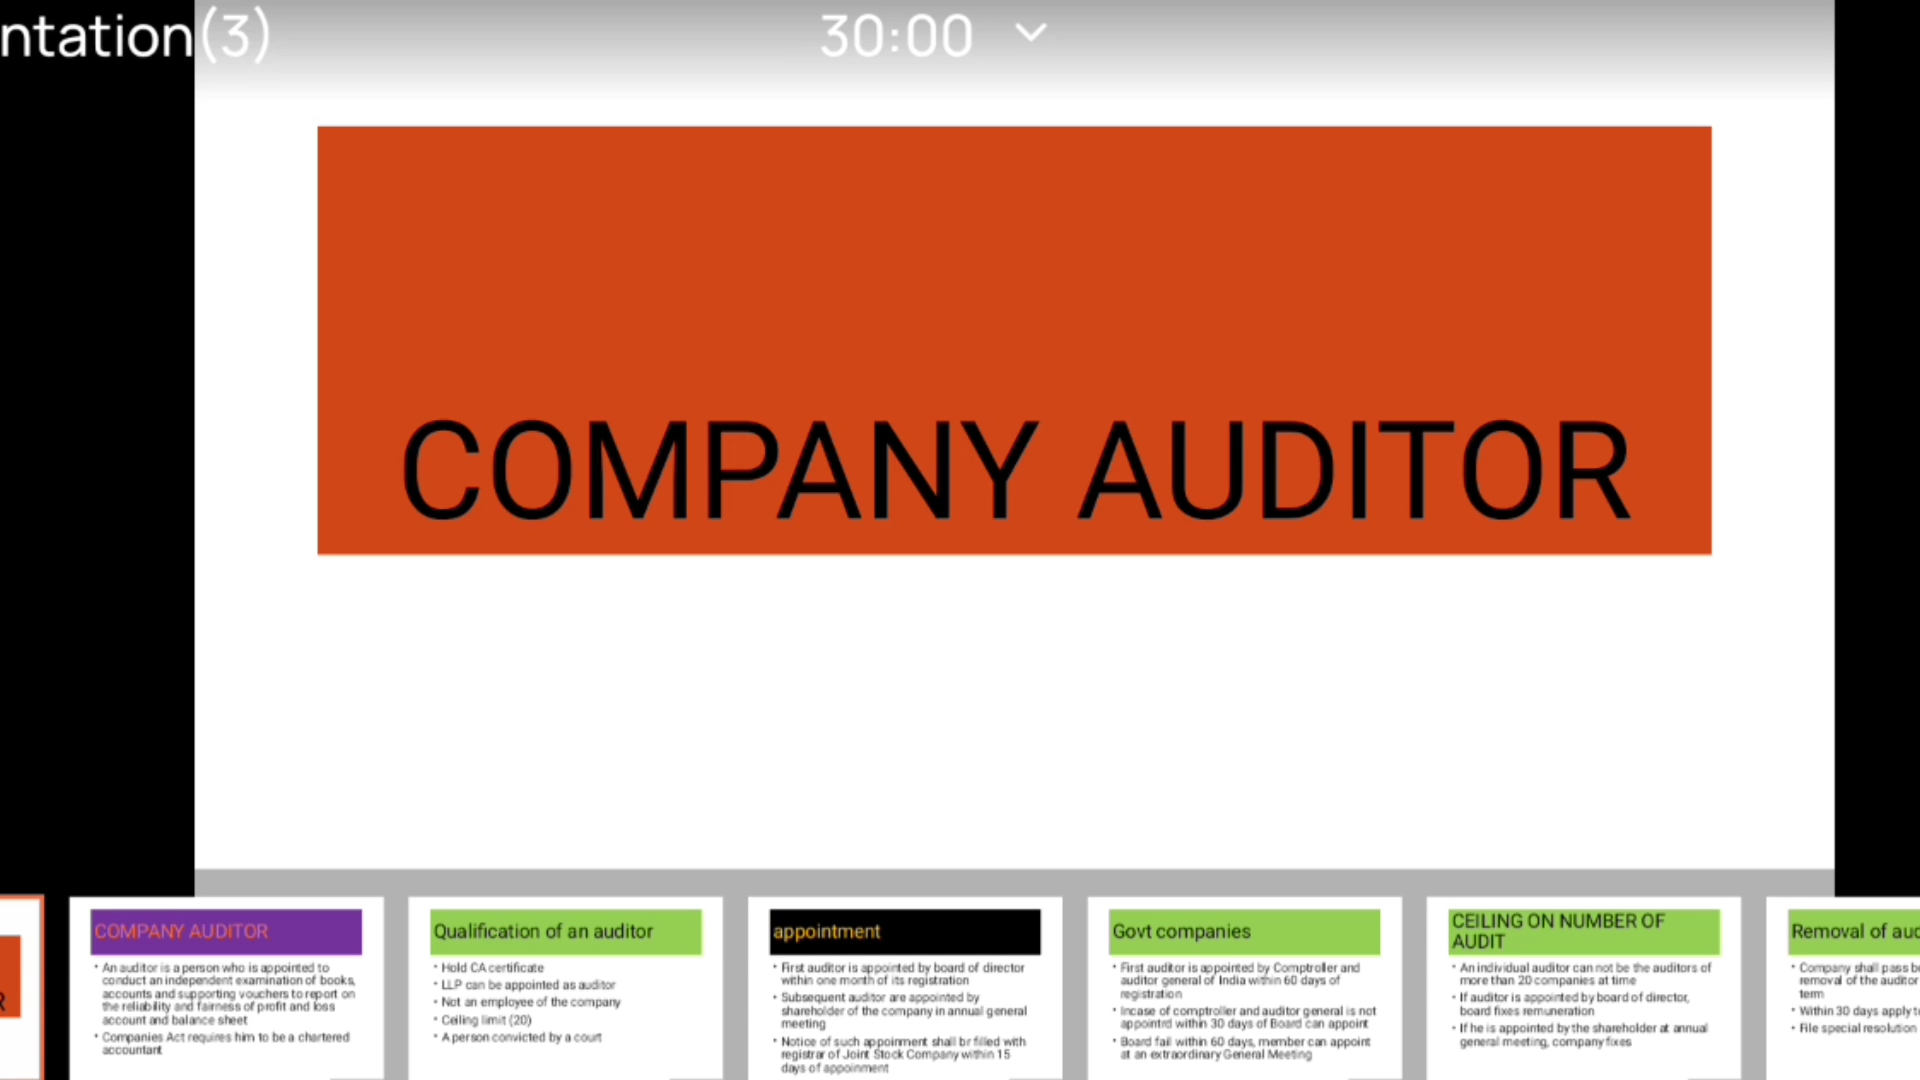 ntation(3)
30:00
COMPANY AUDITOR
R
COMPANY AUDITOR
• An auditor is a person who is appointed to
conduct an independent examination of books,
accounts and supporting vouchers to report on
the reliability and fairness of profit and loss
account and balance sheet
• Companies Act requires him to be a chartered
accountant
Qualification of an auditor
• Hold CA certificate
• LLP can be appointed as auditor
• Not an employee of the company
• Ceiling limit (20)
• A person convicted by a court
appointment
• First auditor is appointed by board of director
within one month of its registration
• Subsequent auditor are appointed by
shareholder of the company in annual general
meeting
• Notice of such appoinment shall br filled with
registrar of Joint Stock Company within 15
days of appoinment
Govt companies
• First auditor is appointed by Comptroller and
auditor general of India within 60 days of
registration
• Incase of comptroller and auditor general is not
appointrd within 30 days of Board can appoint
• Board fail within 60 days, member can appoint
at an extraordinary General Meeting
CEILING ON NUMBER OF
AUDIT
• An individual auditor can not be the auditors of
more than 20 companies at time
• If auditor is appointed by board of director,
board fixes remuneration
• If he is appointed by the shareholder at annual
general meeting, company fixes
Removal of aud
• Company shall pass b
removal of the auditor
term
• Within 30 days apply t
• File special resolution